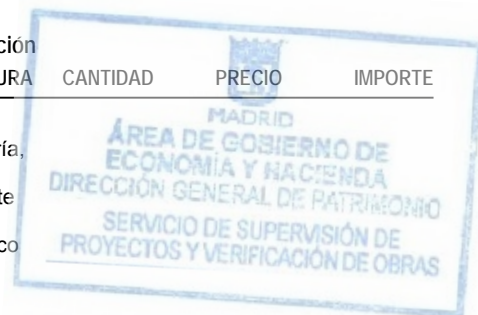 ción
URA CANTIDAD PRECIO IMPORTE
MADRID
ría,
ÁREA DE GOBIERNO DE
ECONOMÍA Y HACIENDA
te
DIRECCIÓN GENERAL DE PATRIMONIO
co
SERVICIO DE SUPERVISIÓN DE
PROYECTOS Y VERIFICACIÓN DE OBRAS